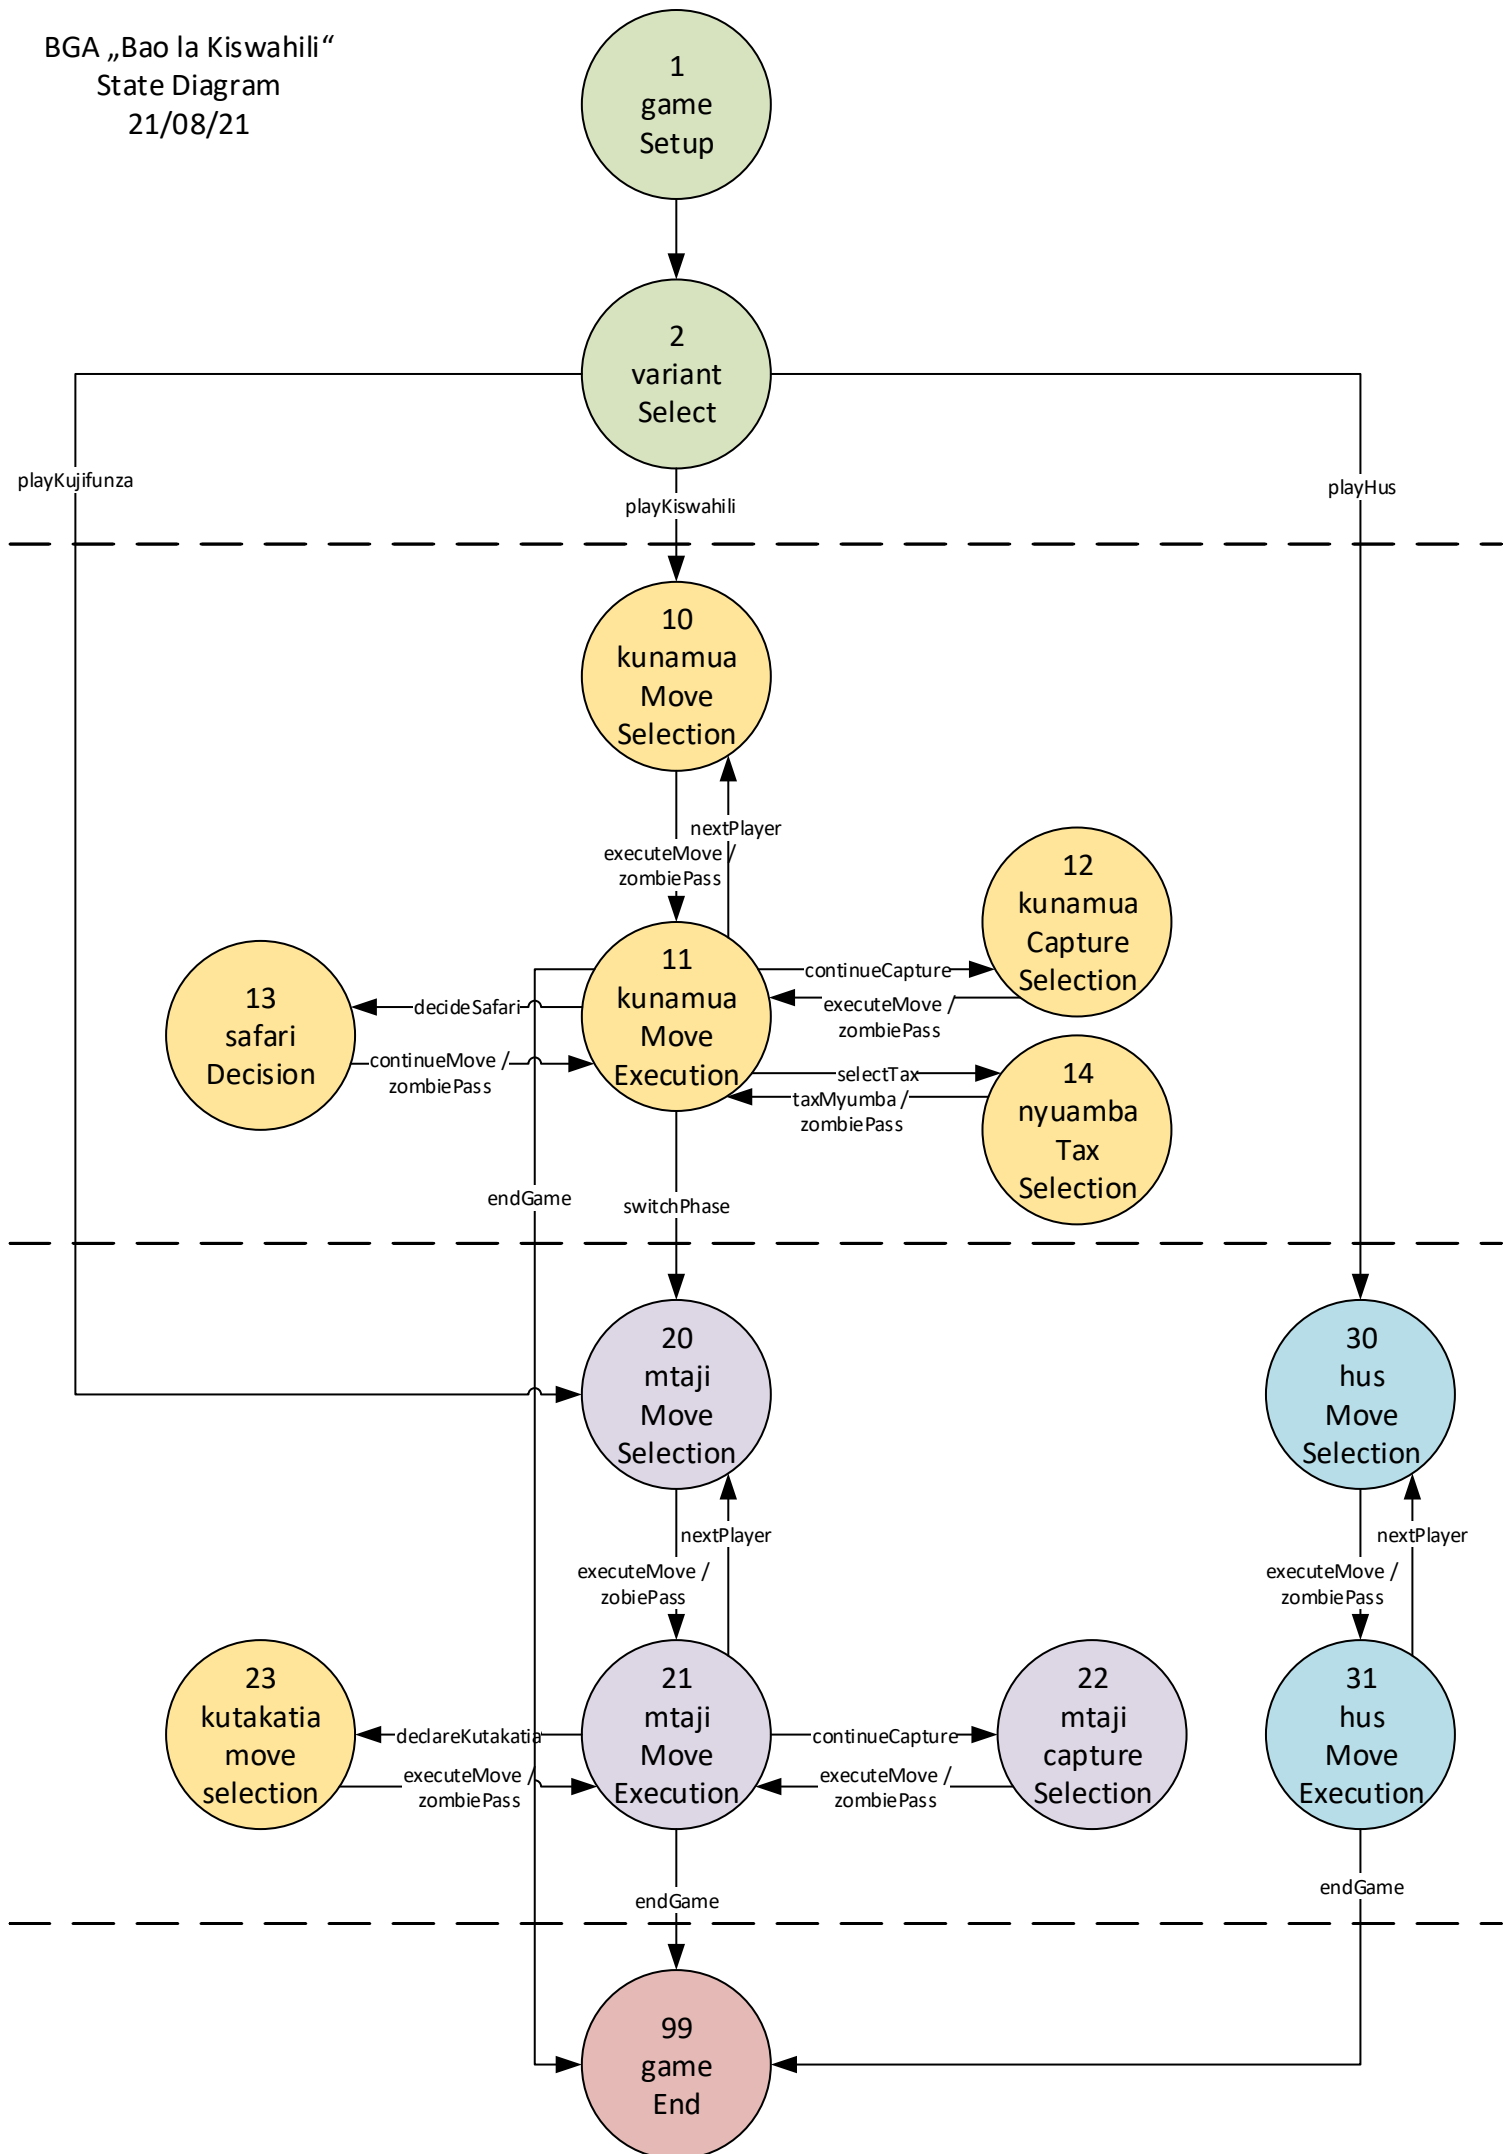 BGA „Bao la Kiswahili“
State Diagram
21/08/21
1
game
Setup
2
variant
Select
playKujifunza
playKiswahili
playHus
10
kunamua
Move
Selection
nextPlayer
executeMove /
zombiePass
12
kunamua
Capture
Selection
11
kunamua
Move
Execution
continueCapture
executeMove /
zombiePass
13
safari
Decision
decideSafari
continueMove /
zombiePass
selectTax
taxMyumba /
zombiePass
14
nyuamba
Tax
Selection
endGame
switchPhase
20
mtaji
Move
Selection
30
hus
Move
Selection
nextPlayer
executeMove /
zobiePass
nextPlayer
executeMove /
zombiePass
23
kutakatia
move
selection
declareKutakatia
executeMove /
zombiePass
21
mtaji
Move
Execution
continueCapture
executeMove /
zombiePass
22
mtaji
capture
Selection
31
hus
Move
Execution
endGame
endGame
99
game
End